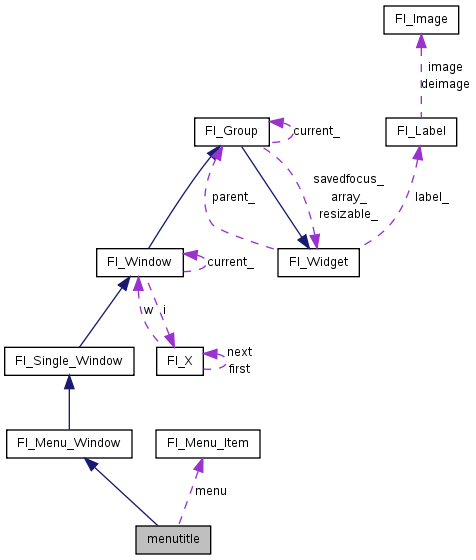 Fl_Image
image
deimage
Fl_Group
current_
Fl_Label
savedfocus_
array_
resizable_
parent_
label_
Fl_Window
current_
Fl_Widget
w
i
Fl_Single_Window
Fl_X
next
first
Fl_Menu_Window
Fl_Menu_Item
menu
menutitle